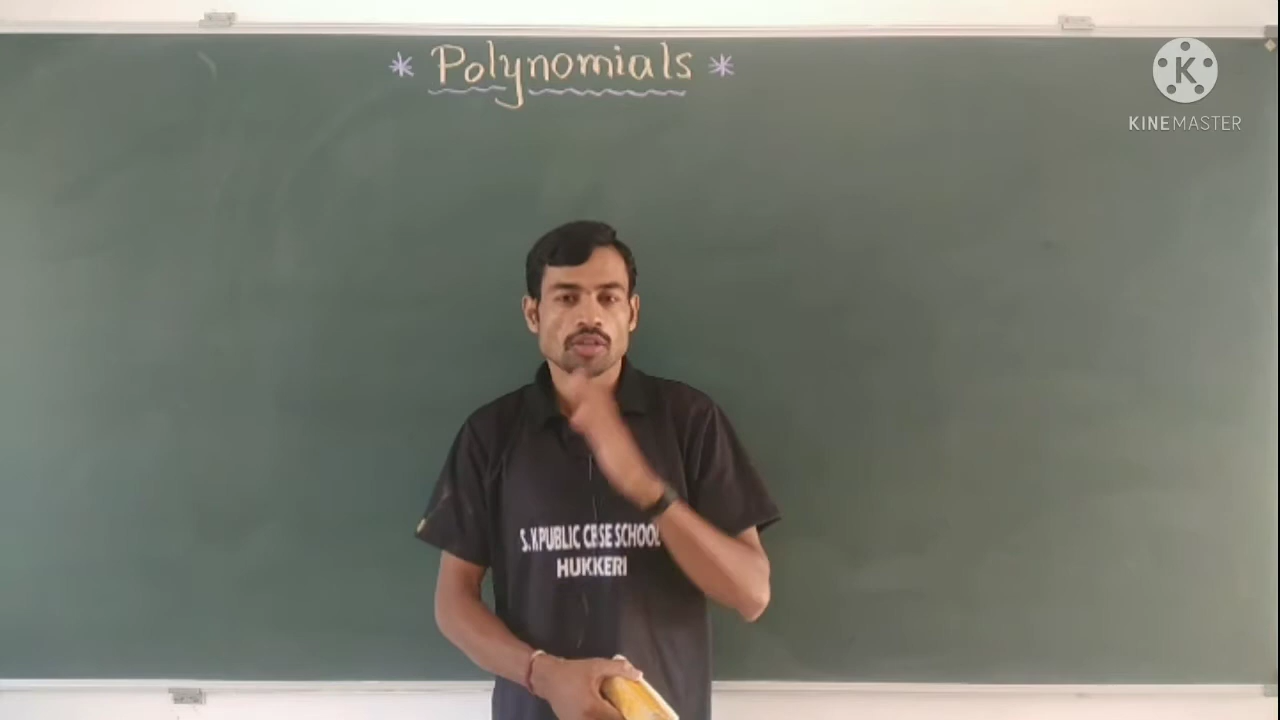 * Polynomials *
KINEMASTER
S.K PUBLIC CBSE SCHOOL
HUKKERI